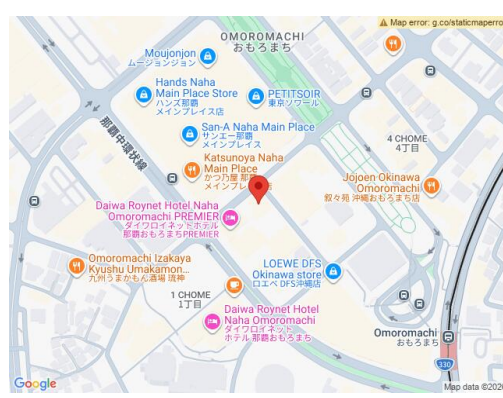 Map error: g.co/staticmaperro
OMOROMACHI
おもろまち
Moujonjon
ムージョンジョン
Hands Naha
Main Place Store
ハンズ那覇
メインプレイス店
PETITSOIR
東京ソワール
那覇中環状線
San-A Naha Main Place
サンエー那覇
メインプレイス
4 CHOME
4丁目
Katsunoya Naha
Main Place
かつ乃屋 那覇
Jojoen Okinawa
Omoromachi
叙々苑 沖縄おもろまち店
Daiwa Roynet Hotel Naha
Omoromachi PREMIER
ダイワロイネットホテル
那覇おもろまちPREMIER
Omoromachi Izakaya
Kyushu Umakamon...
九州うまかもん酒場 琉神
LOEWE DFS
Okinawa store
ロエベ DFS沖縄店
1 CHOME
1丁目
Daiwa Roynet Hotel
Naha Omoromachi
ダイワロイネット
ホテル 那覇おもろまち
Omoromachi
おもろまち
330
Google
Map data ©2026